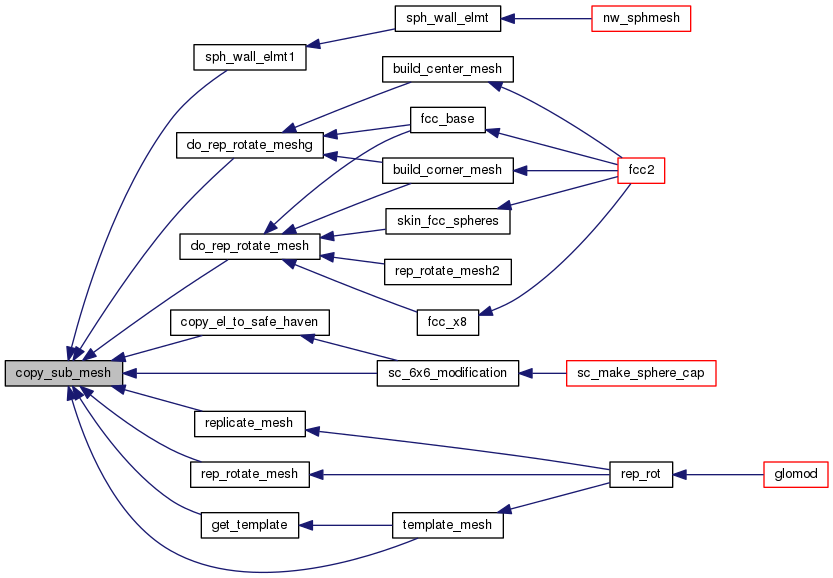 sph_wall_elmt
nw_sphmesh
sph_wall_elmt1
build_center_mesh
fcc_base
do_rep_rotate_meshg
build_corner_mesh
fcc2
skin_fcc_spheres
do_rep_rotate_mesh
rep_rotate_mesh2
copy_el_to_safe_haven
fcc_x8
copy_sub_mesh
sc_6x6_modification
sc_make_sphere_cap
replicate_mesh
rep_rotate_mesh
rep_rot
glomod
get_template
template_mesh